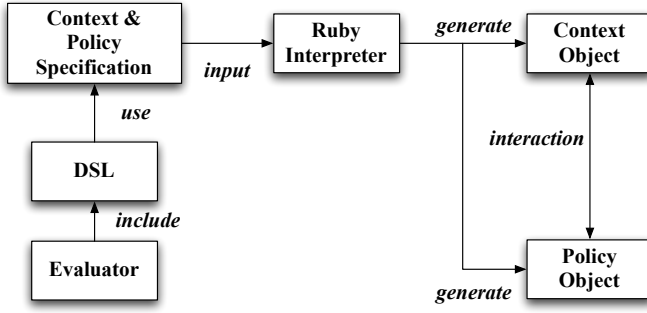 Context &
Policy
Specification
input
Ruby
Interpreter
generate
Context
Object
use
interaction
DSL
include
Evaluator
Policy
Object
generate